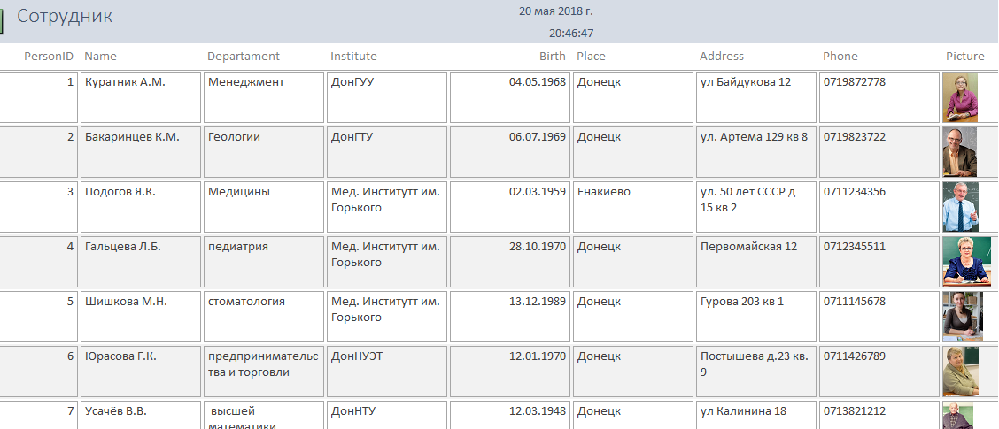 Сотрудник
20 мая 2018 г.
20:46:47
PersonID Name Departament Institute Birth Place Address Phone Picture
1 Куратник А.М. Менеджмент ДонГУУ 04.05.1968 Донецк ул Байдукова 12 0719872778
2 Бакаринцев К.М. Геологии ДонГТУ 06.07.1969 Донецк ул. Артема 129 кв 8 0719823722
3 Подогов Я.К. Медицины Мед. Институтт им. 02.03.1959 Енакиево ул. 50 лет СССР д 0711234356
Горького 15 кв 2
4 Гальцева Л.Б. педиатрия Мед. Институтт им. 28.10.1970 Донецк Первомайская 12 0712345511
Горького
5 Шишкова М.Н. стоматология Мед. Институтт им. 13.12.1989 Донецк Гурова 203 кв 1 0711145678
Горького
6 Юрасова Г.К. предпринимательс ДонНУЭТ 12.01.1970 Донецк Постышева д.23 кв. 0711426789
тва и торговли 9
7 Усачёв В.В. высшей ДонНТУ 12.03.1948 Донецк ул Калинина 18 0713821212
математики